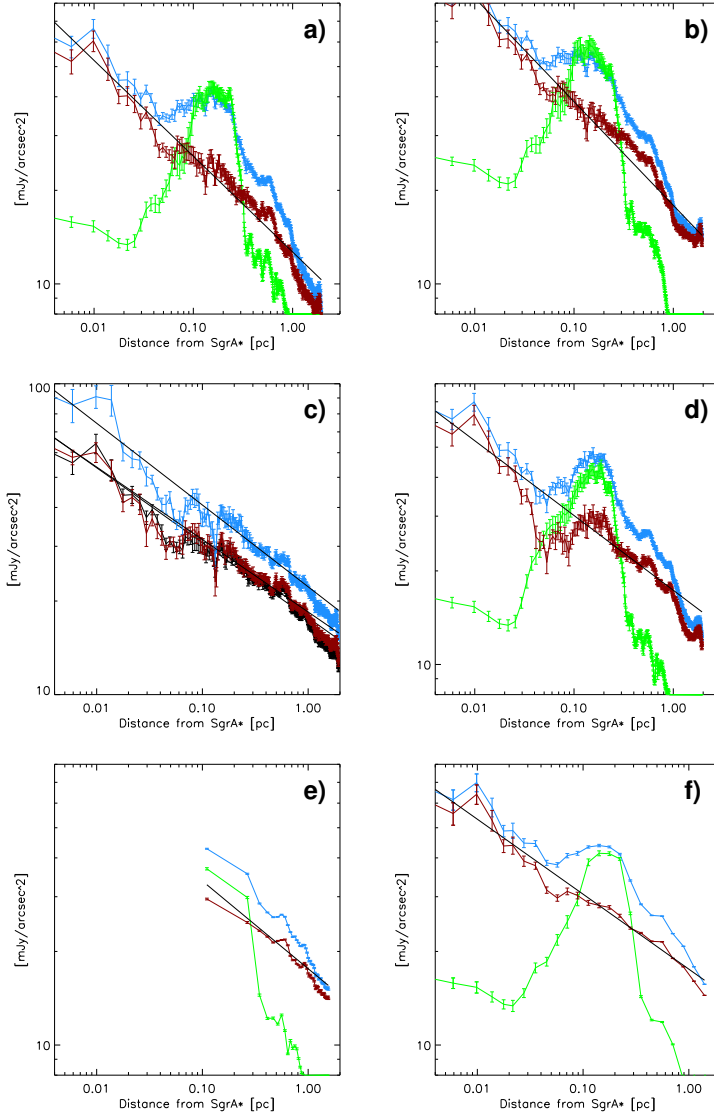 a)
[mJy/arcsec^2]
10
0.01 0.10 1.00
Distance from SgrA* [pc]
b)
[mJy/arcsec^2]
10
0.01 0.10 1.00
Distance from SgrA* [pc]
c)
100
[mJy/arcsec^2]
10
0.01 0.10 1.00
Distance from SgrA* [pc]
d)
[mJy/arcsec^2]
10
0.01 0.10 1.00
Distance from SgrA* [pc]
e)
[mJy/arcsec^2]
10
0.01 0.10 1.00
Distance from SgrA* [pc]
f)
[mJy/arcsec^2]
10
0.01 0.10 1.00
Distance from SgrA* [pc]